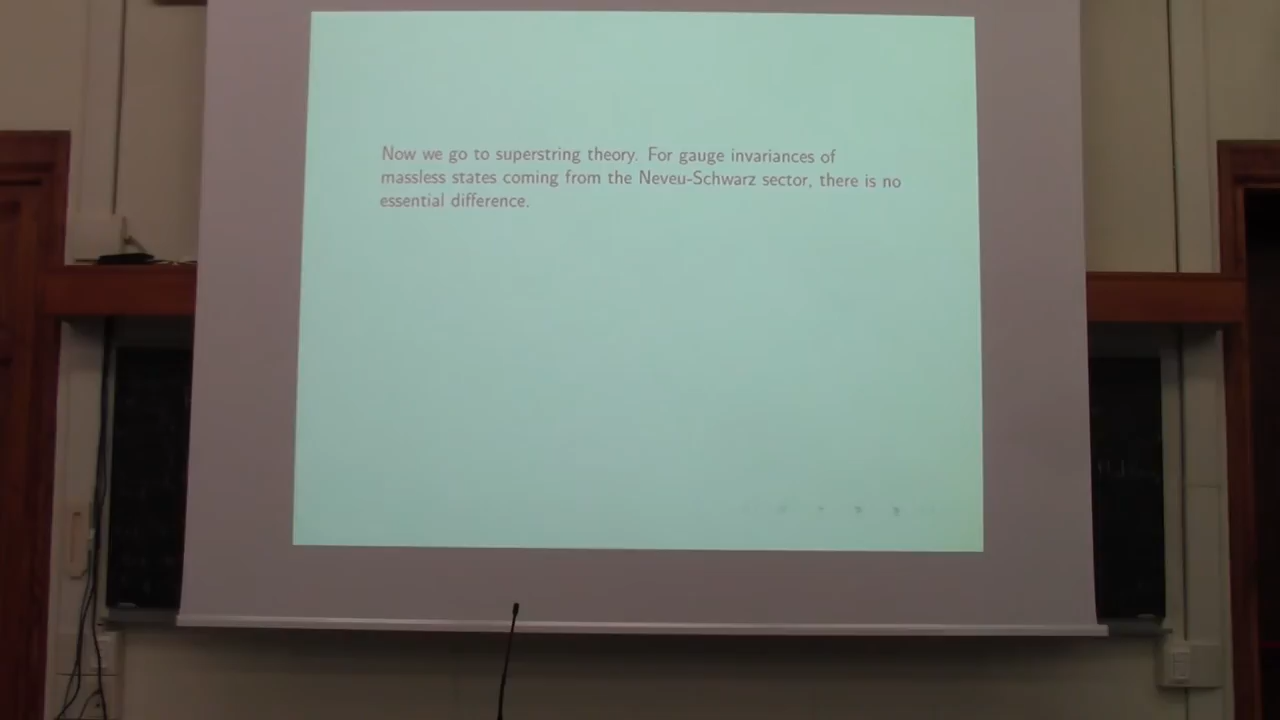 Now we go to superstring theory. For gauge invariances of
massless states coming from the Neveu-Schwarz sector, there is no
essential difference.